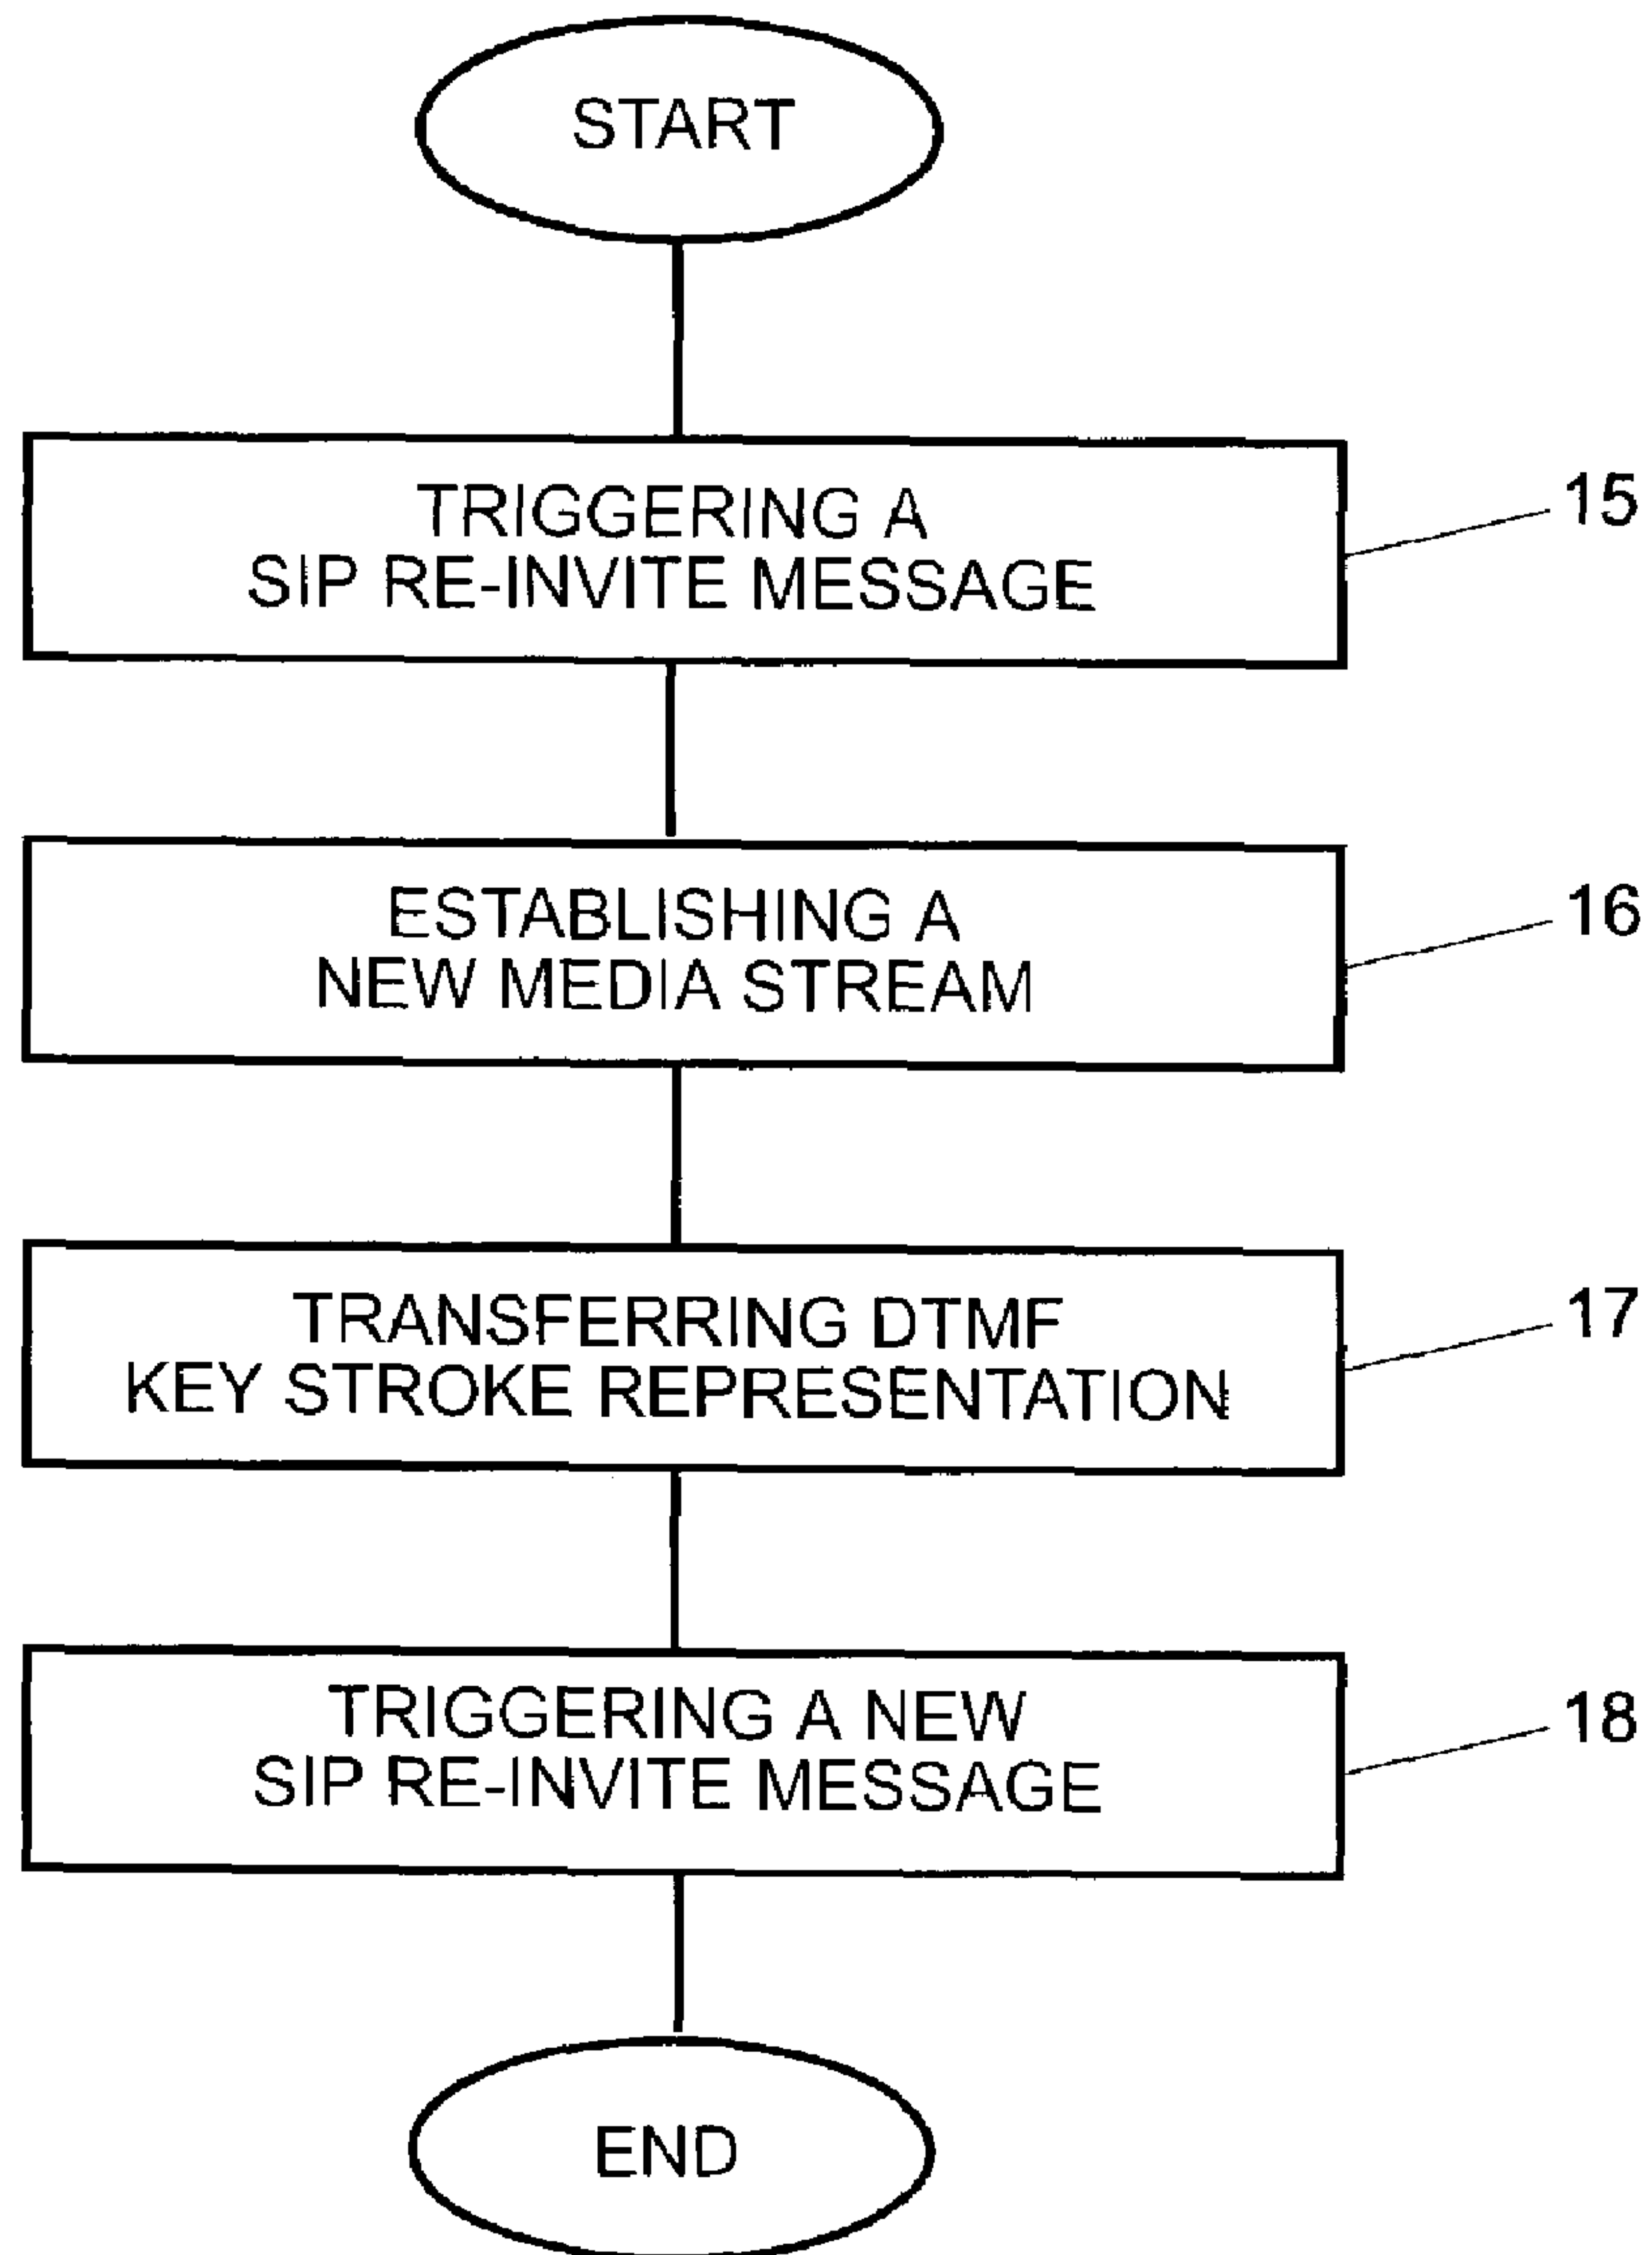 START
TRIGGERING A
SIP RE-INVITE MESSAGE
15
ESTABLISHING A
NEW MEDIA STREAM
16
TRANSFERRING DTMF
KEY STROKE REPRESENTATION
17
TRIGGERING A NEW
SIP RE-INVITE MESSAGE
18
END